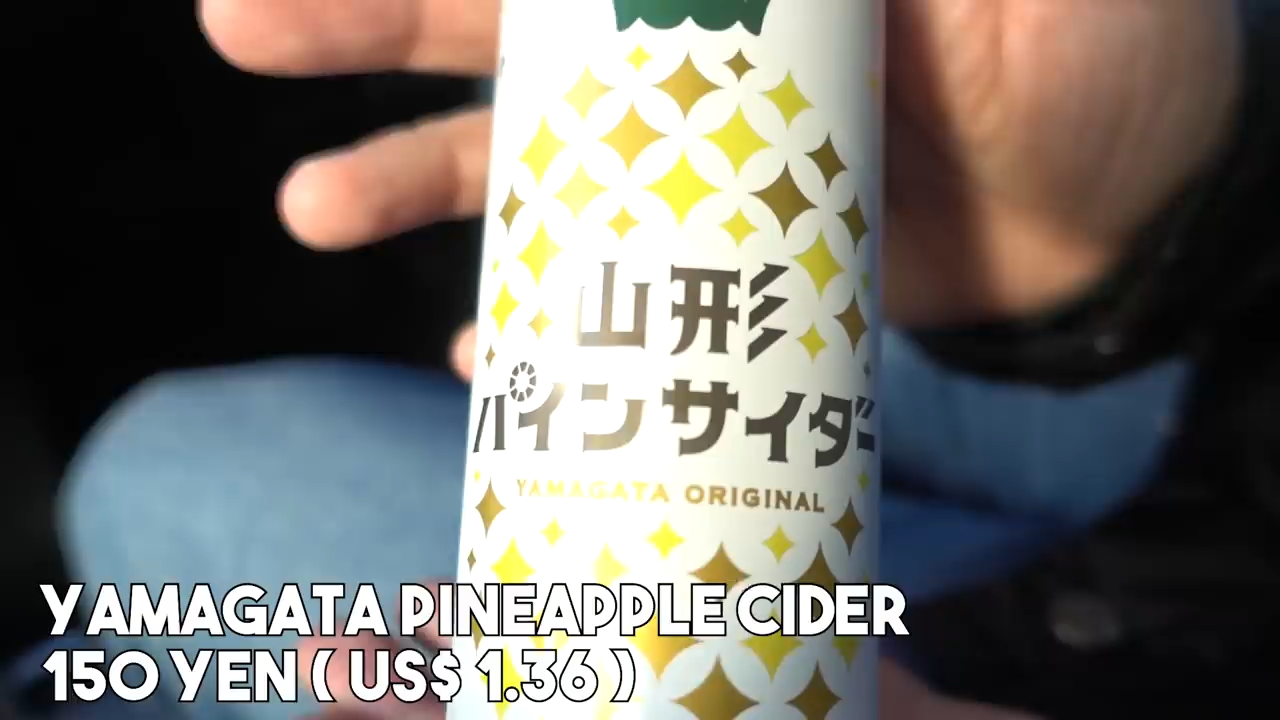 山形
パインサイダー
YAMAGATA ORIGINAL
YAMAGATA PINEAPPLE CIDER
150 YEN ( US$ 1.36 )